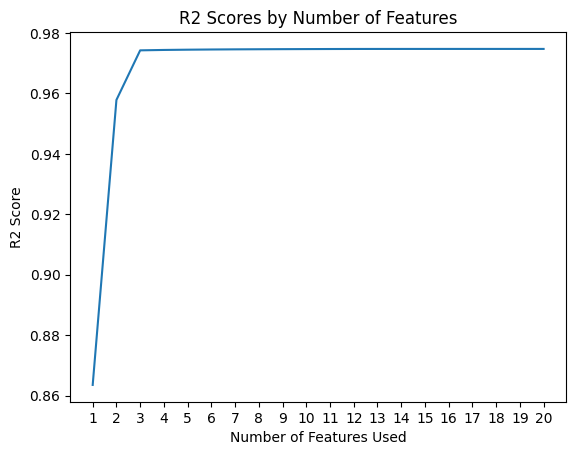 R2 Scores by Number of Features
R2 Score
0.98
0.96
0.94
0.92
0.90
0.88
0.86
1 2 3 4 5 6 7 8 9 10 11 12 13 14 15 16 17 18 19 20
Number of Features Used